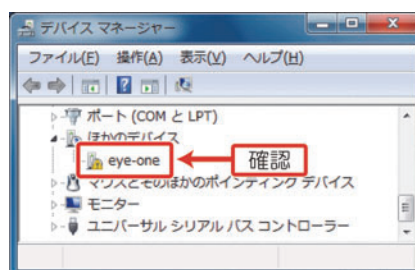 デバイス マネージャー
ファイル(F) 操作(A) 表示(V) ヘルプ(H)
ポート (COM と LPT)
ほかのデバイス
eye-one
確認
マウスとそのほかのポインティング デバイス
モニター
ユニバーサル シリアル バス コントローラー